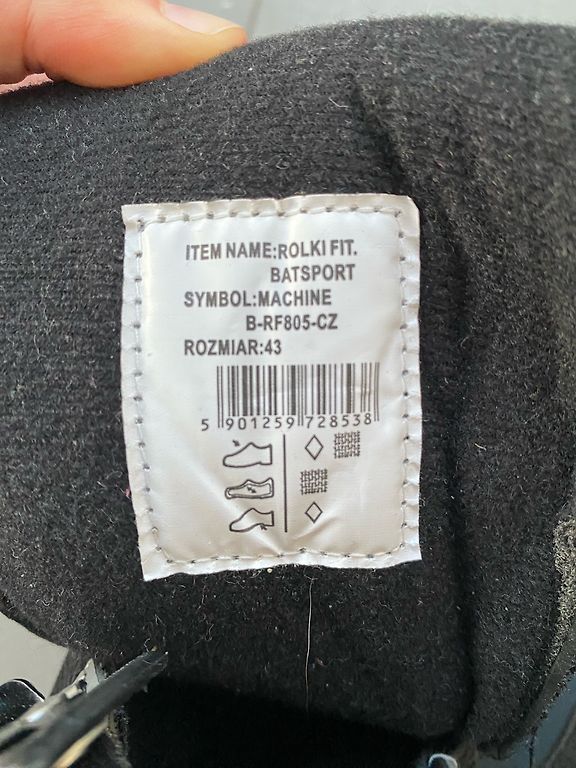 ITEM NAME:ROLKI FIT.
BATSPORT
SYMBOL:MACHINE
B-RF805-CZ
ROZMIAR:43
5 901259 728538